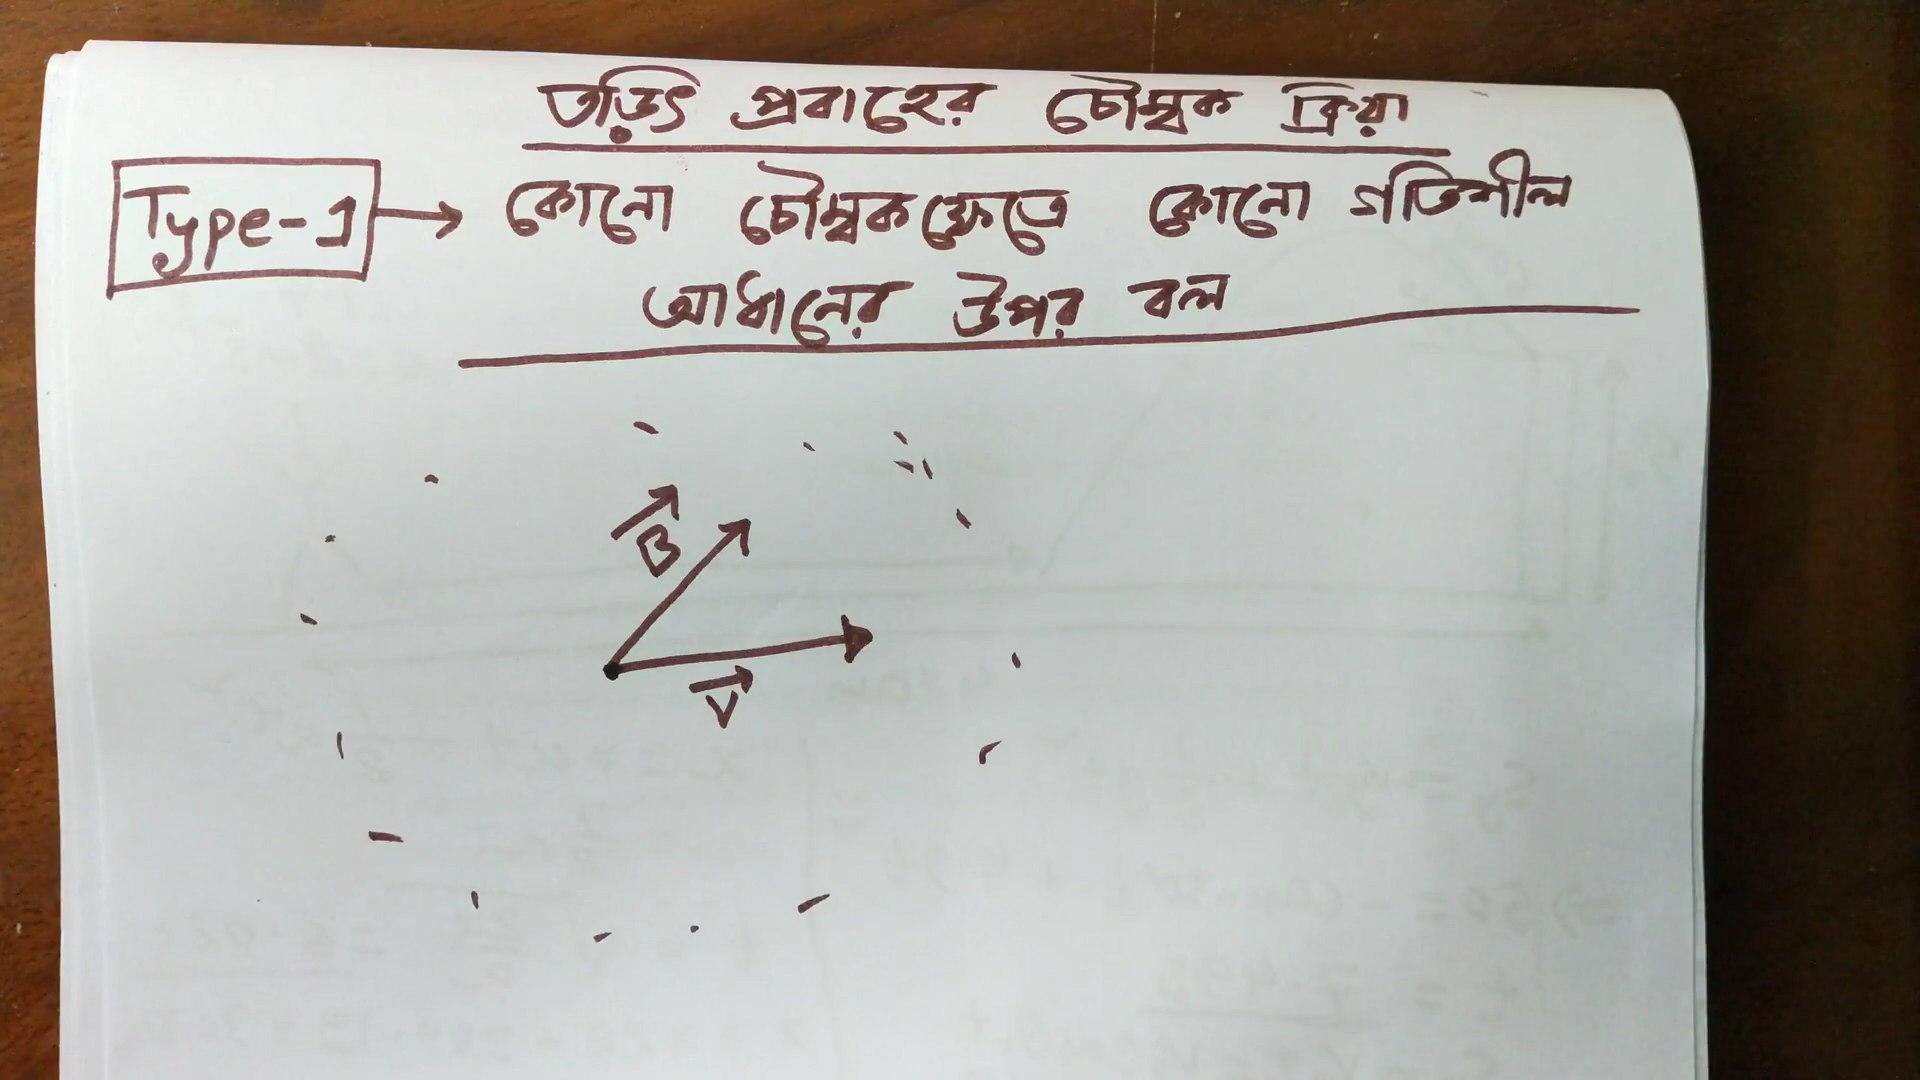 তড়িৎ প্রবাহের চৌম্বক ক্রিয়া
Type-1 → কোনো চৌম্বকক্ষেত্রে কোনো গতিশীল
আধানের উপর বল
B
V